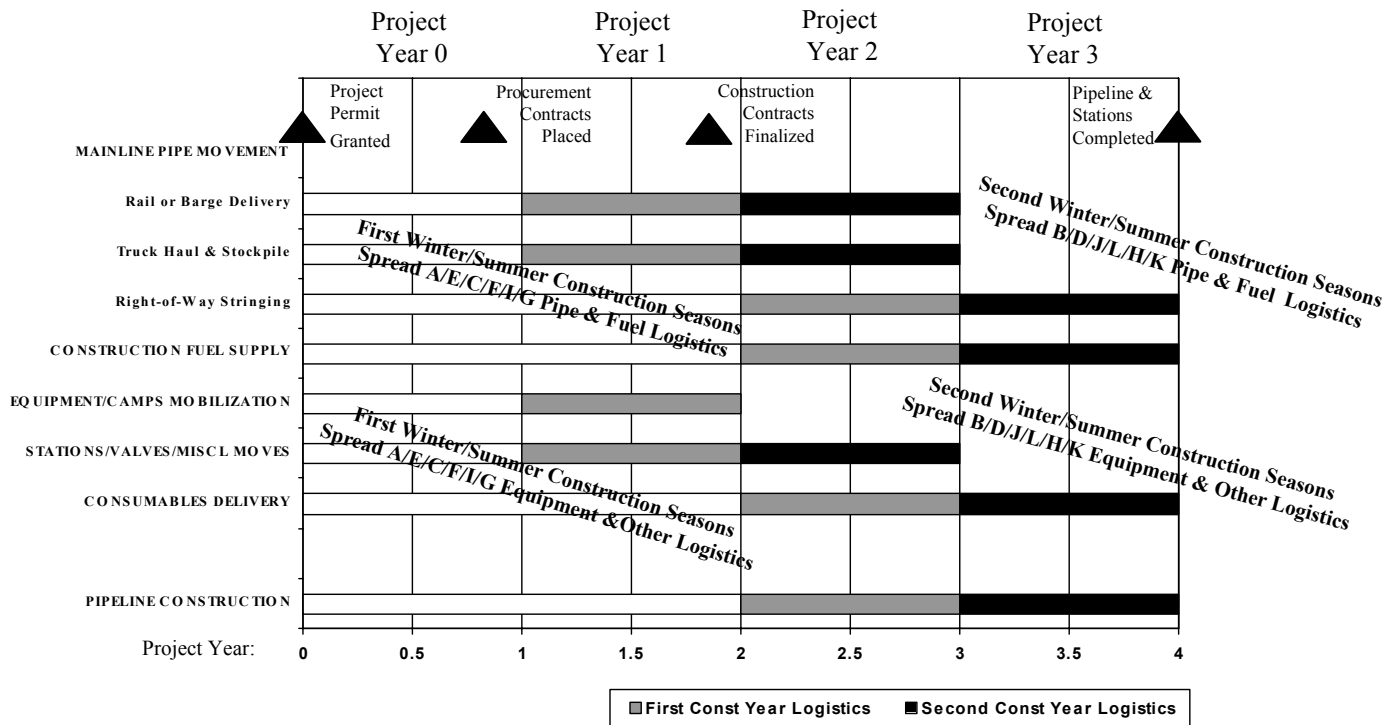 Project
Year 0
Project
Year 1
Project
Year 2
Project
Year 3
Project
Permit
Granted
Procurement
Contracts
Placed
Construction
Contracts
Finalized
Pipeline &
Stations
Completed
MAINLINE PIPE MOVEMENT
Rail or Barge Delivery
Truck Haul & Stockpile
Right-of-Way Stringing
CONSTRUCTION FUEL SUPPLY
EQUIPMENT/CAMPS MOBILIZATION
STATIONS/VALVES/MISCL MOVES
CONSUMABLES DELIVERY
PIPELINE CONSTRUCTION
First Winter/Summer Construction Seasons
Spread A/E/C/F/I/G Pipe & Fuel Logistics
Second Winter/Summer Construction Seasons
Spread B/D/J/L/H/K Pipe & Fuel Logistics
First Winter/Summer Construction Seasons
Spread A/E/C/F/I/G Equipment &Other Logistics
Second Winter/Summer Construction Seasons
Spread B/D/J/L/H/K Equipment & Other Logistics
Project Year:
0 0.5 1 1.5 2 2.5 3 3.5 4
First Const Year Logistics
Second Const Year Logistics